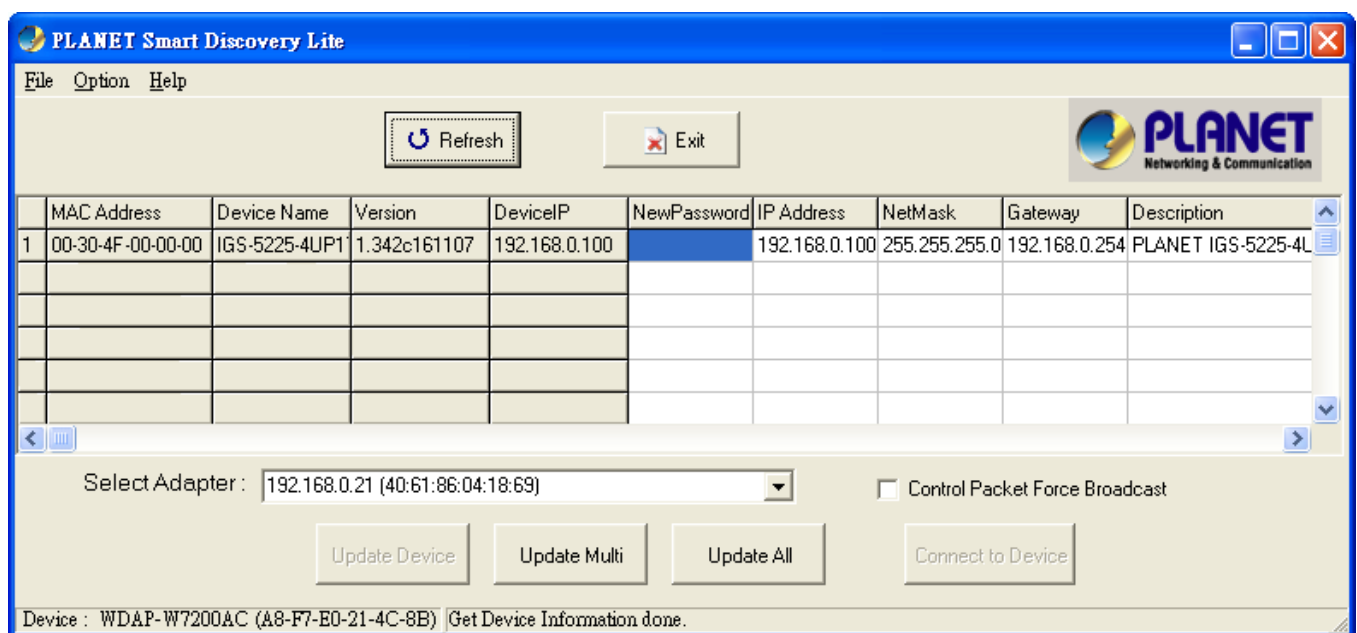 PLANET Smart Discovery Lite
File Option Help
Refresh Exit PLANET
Networking & Communication
MAC Address Device Name Version DeviceIP NewPassword IP Address NetMask Gateway Description
1 00-30-4F-00-00-00 IGS-5225-4UP1 1.342c161107 192.168.0.100 192.168.0.100 255.255.255.0 192.168.0.254 PLANET IGS-5225-4U
Select Adapter : 192.168.0.21 (40:61:86:04:18:69) Control Packet Force Broadcast
Update Device Update Multi Update All Connect to Device
Device : WDAP-W7200AC (A8-F7-E0-21-4C-8B) Get Device Information done.